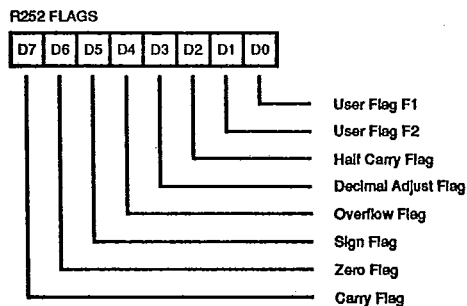 R252 FLAGS
D7 D6 D5 D4 D3 D2 D1 D0
User Flag F1
User Flag F2
Half Carry Flag
Decimal Adjust Flag
Overflow Flag
Sign Flag
Zero Flag
Carry Flag